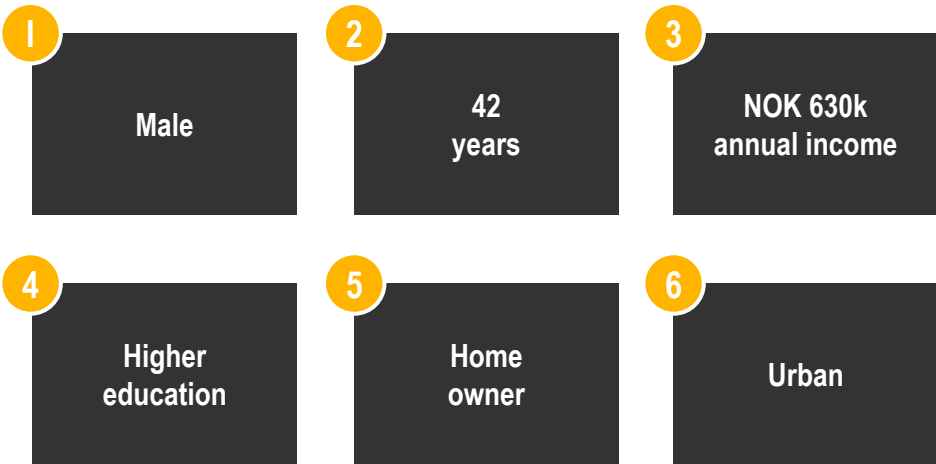 1
Male
2
42
years
3
NOK 630k
annual income
4
Higher
education
5
Home
owner
6
Urban